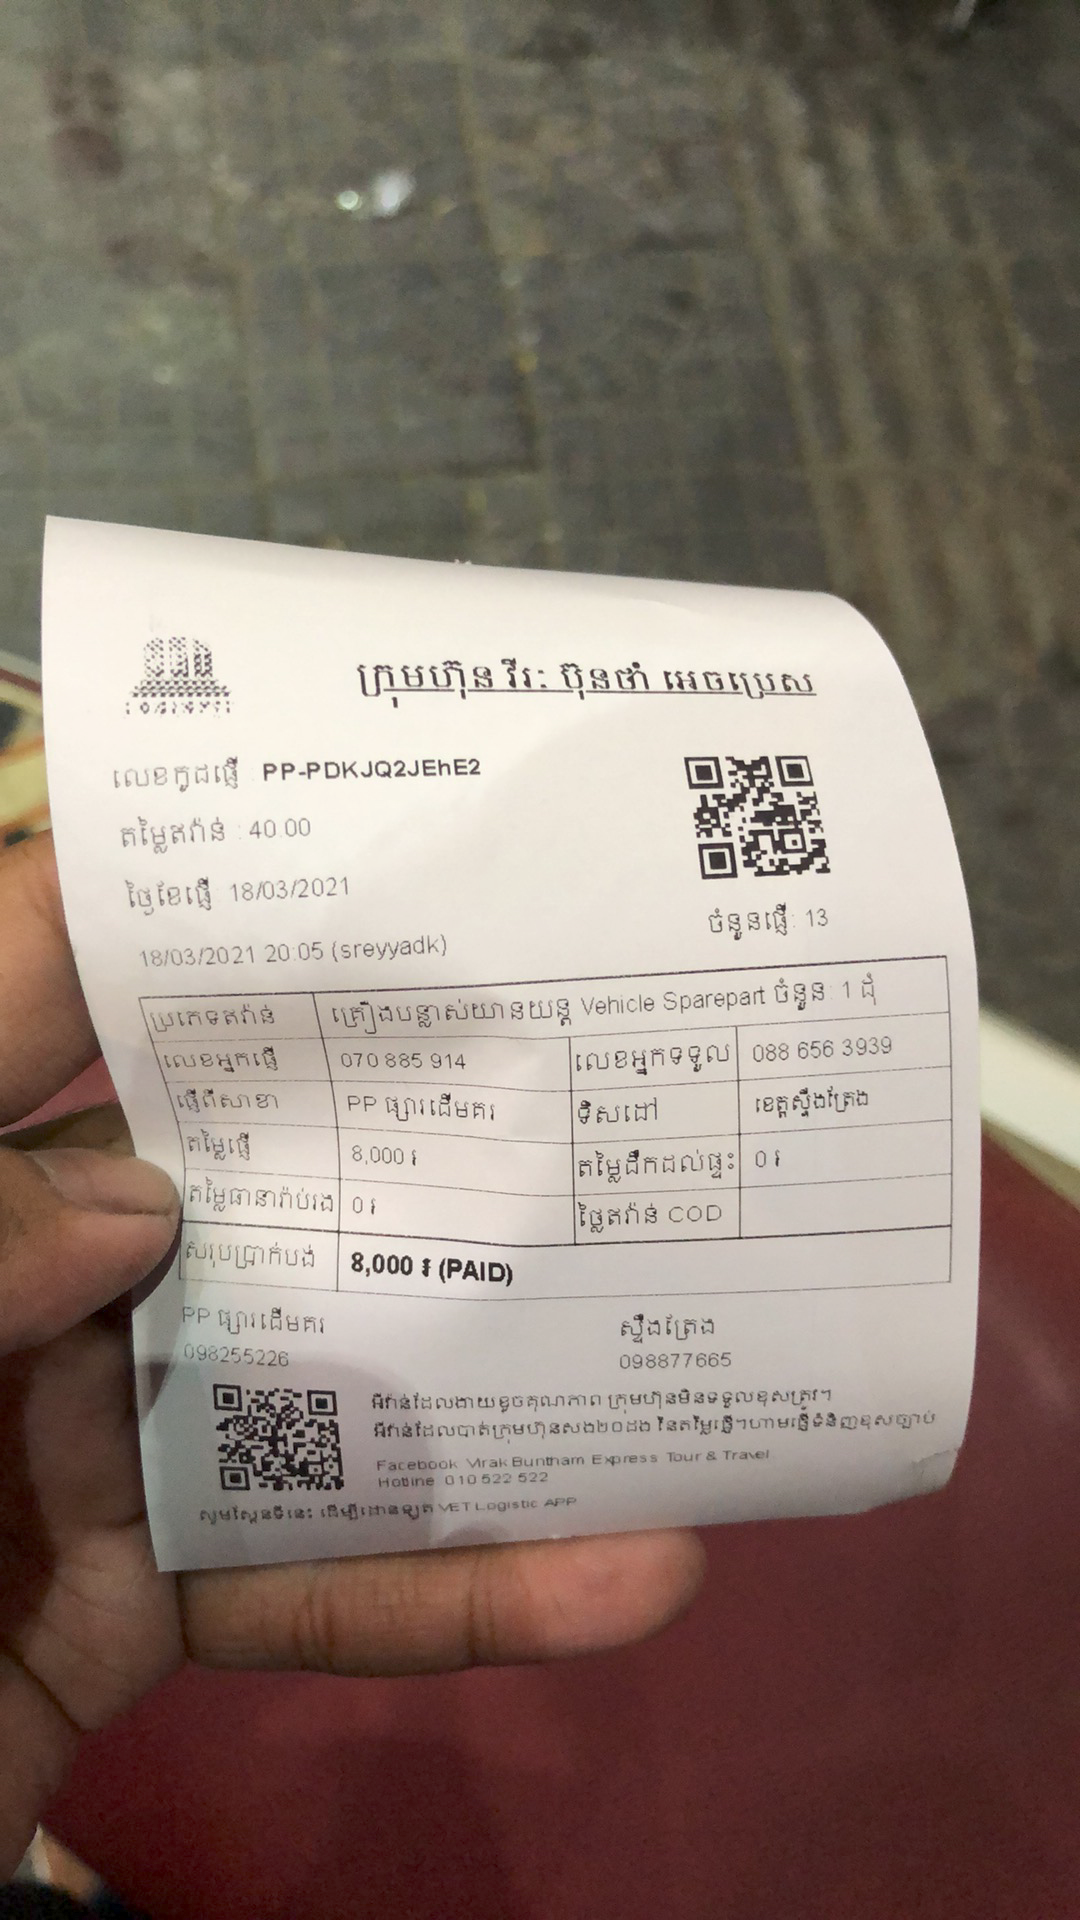 ក្រុមហ៊ុន វីរៈ ប៊ុនថាំ អេចប្រេស
លេខកូដផ្ញើ PP-PDKJQ2JEhE2
តម្លៃឥវ៉ាន់ : 40.00
ថ្ងៃខែផ្ញើ 18/03/2021
ចំនួនផ្ញើ: 13
18/03/2021 20:05 (sreyyadk)
ប្រភេទឥវ៉ាន់ គ្រឿងបន្លាស់យានយន្ត Vehicle Sparepart ចំនួន: 1 ដុំ
លេខអ្នកផ្ញើ 070 885 914 លេខអ្នកទទួល 088 656 3939
ផ្ញើពីសាខា PP ផ្សារដើមគរ ទិសដៅ ខេត្តស្ទឹងត្រែង
តម្លៃផ្ញើ 8,000 ៛ តម្លៃដឹកដល់ផ្ទះ 0 ៛
តម្លៃធានារ៉ាប់រង 0 ៛ ថ្លៃឥវ៉ាន់ COD
សរុបប្រាក់បង់ 8,000 ៛ (PAID)
PP ផ្សារដើមគរ ស្ទឹងត្រែង
098255226 098877665
អីវ៉ាន់ដែលងាយខូចគុណភាព ក្រុមហ៊ុនមិនទទួលខុសត្រូវ។
អីវ៉ាន់ដែលបាត់ក្រុមហ៊ុនសង២០ដង នៃតម្លៃផ្ញើ។ហាមផ្ញើទំនិញខុសច្បាប់
Facebook Virak Buntham Express Tour & Travel
Hotline 010 522 522
សូមស្កែនទីនេះ ដើម្បីដោនឡូត VET Logistic APP